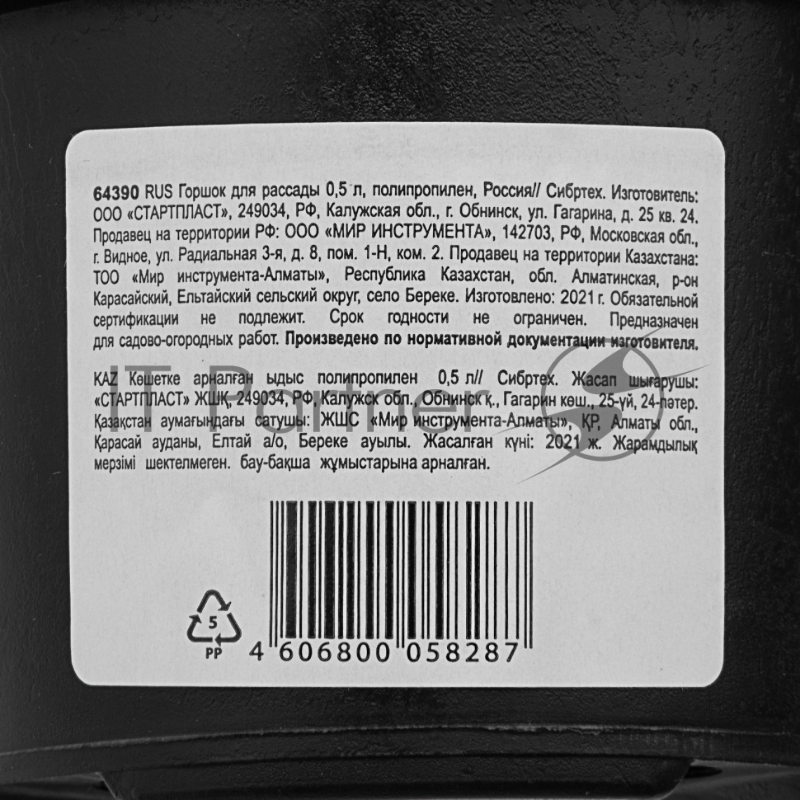 64390 RUS Горшок для рассады 0,5 л, полипропилен, Россия// Сибртех. Изготовитель:
ООО «СТАРТПЛАСТ», 249034, РФ, Калужская обл., г. Обнинск, ул. Гагарина, д. 25 кв. 24.
Продавец на территории РФ: ООО «МИР ИНСТРУМЕНТА», 142703, РФ, Московская обл.,
г. Видное, ул. Радиальная 3-я, д. 8, пом. 1-Н, ком. 2. Продавец на территории Казахстана:
ТОО «Мир инструмента-Алматы», Республика Казахстан, обл. Алматинская, р-он
Карасайский, Ельтайский сельский округ, село Береке. Изготовлено: 2021 г. Обязательной
сертификации не подлежит. Срок годности не ограничен. Предназначен
для садово-огородных работ. Произведено по нормативной документации изготовителя.
KAZ Көшетке арналған ыдыс полипропилен 0,5 л// Сибртех. Жасап шығарушы:
«СТАРТПЛАСТ» ЖШҚ, 249034, РФ, Калужск обл., Обнинск қ., Гагарин көш., 25-үй, 24-пәтер.
Қазақстан аумағындағы сатушы: ЖШС «Мир инструмента-Алматы», ҚР, Алматы обл.,
Қарасай ауданы, Елтай а/о, Береке ауылы. Жасалған күні: 2021 ж. Жарамдылық
мерзімі шектелмеген. бау-бақша жұмыстарына арналған.
IT Partner
5
PP
4 606800 058287